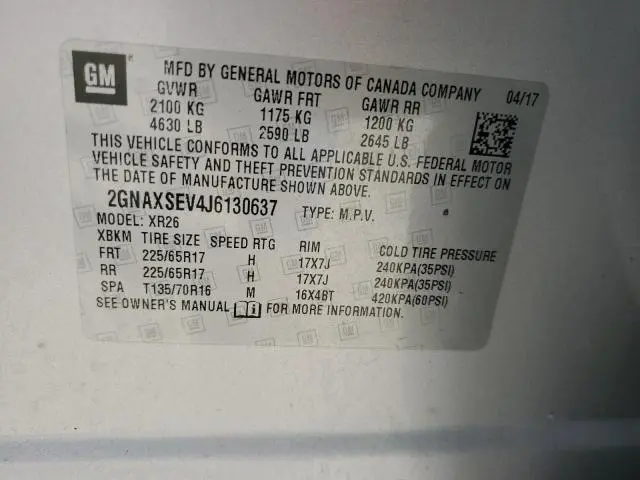 GM
MFD BY GENERAL MOTORS OF CANADA COMPANY 04/17
GVWR GAWR FRT GAWR RR
2100 KG 1175 KG 1200 KG
4630 LB 2590 LB 2645 LB
THIS VEHICLE CONFORMS TO ALL APPLICABLE U.S. FEDERAL MOTOR
VEHICLE SAFETY AND THEFT PREVENTION STANDARDS IN EFFECT ON
THE DATE OF MANUFACTURE SHOWN ABOVE.
2GNAXSEV4J6130637 TYPE: M.P.V.
MODEL: XR26
XBKM TIRE SIZE SPEED RTG RIM COLD TIRE PRESSURE
FRT 225/65R17 H 17X7J 240KPA(35PSI)
RR 225/65R17 H 17X7J 240KPA(35PSI)
SPA T135/70R16 M 16X4BT 420KPA(60PSI)
SEE OWNER'S MANUAL FOR MORE INFORMATION.